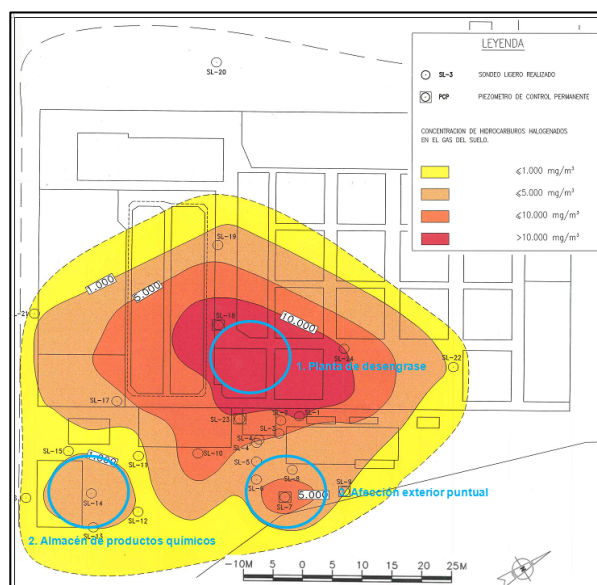 LEYENDA
SL-3 SONDEO LIGERO REALIZADO
PCP PIEZOMETRO DE CONTROL PERMANENTE
CONCENTRACION DE HIDROCARBUROS HALOGENADOS
EN EL GAS DEL SUELO.
⩽1.000 mg/m³
⩽5.000 mg/m³
⩽10.000 mg/m³
>10.000 mg/m³
SL-20
SL-19
1.000
5.000
SL-18
10.000
SL-24
SL-22
1. Planta de desengrase
SL-17
SL-23
SL-1
SL-3
SL-4
SL-15
1.000
SL-11
SL-10
SL-5
SL-8
SL-6
SL-9
SL-14
5.000
Afección exterior puntual
SL-7
SL-12
SL-13
2. Almacén de productos químicos
-10M 5 0 5 10 15 20 25M